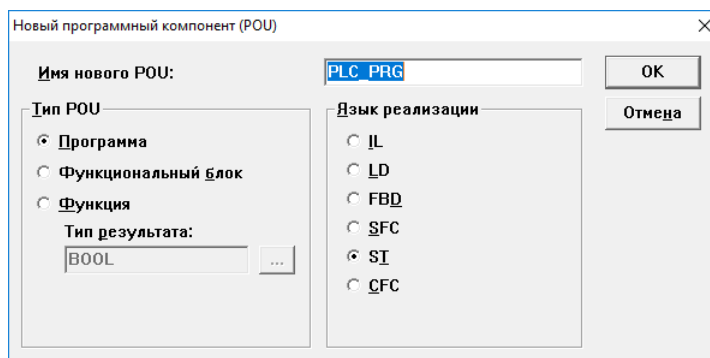 Новый программный компонент (POU)
Имя нового POU:
PLC_PRG
OK
Отмена
Тип POU
Программа
Функциональный блок
Функция
Тип результата:
BOOL
...
Язык реализации
IL
LD
FBD
SFC
ST
CFC